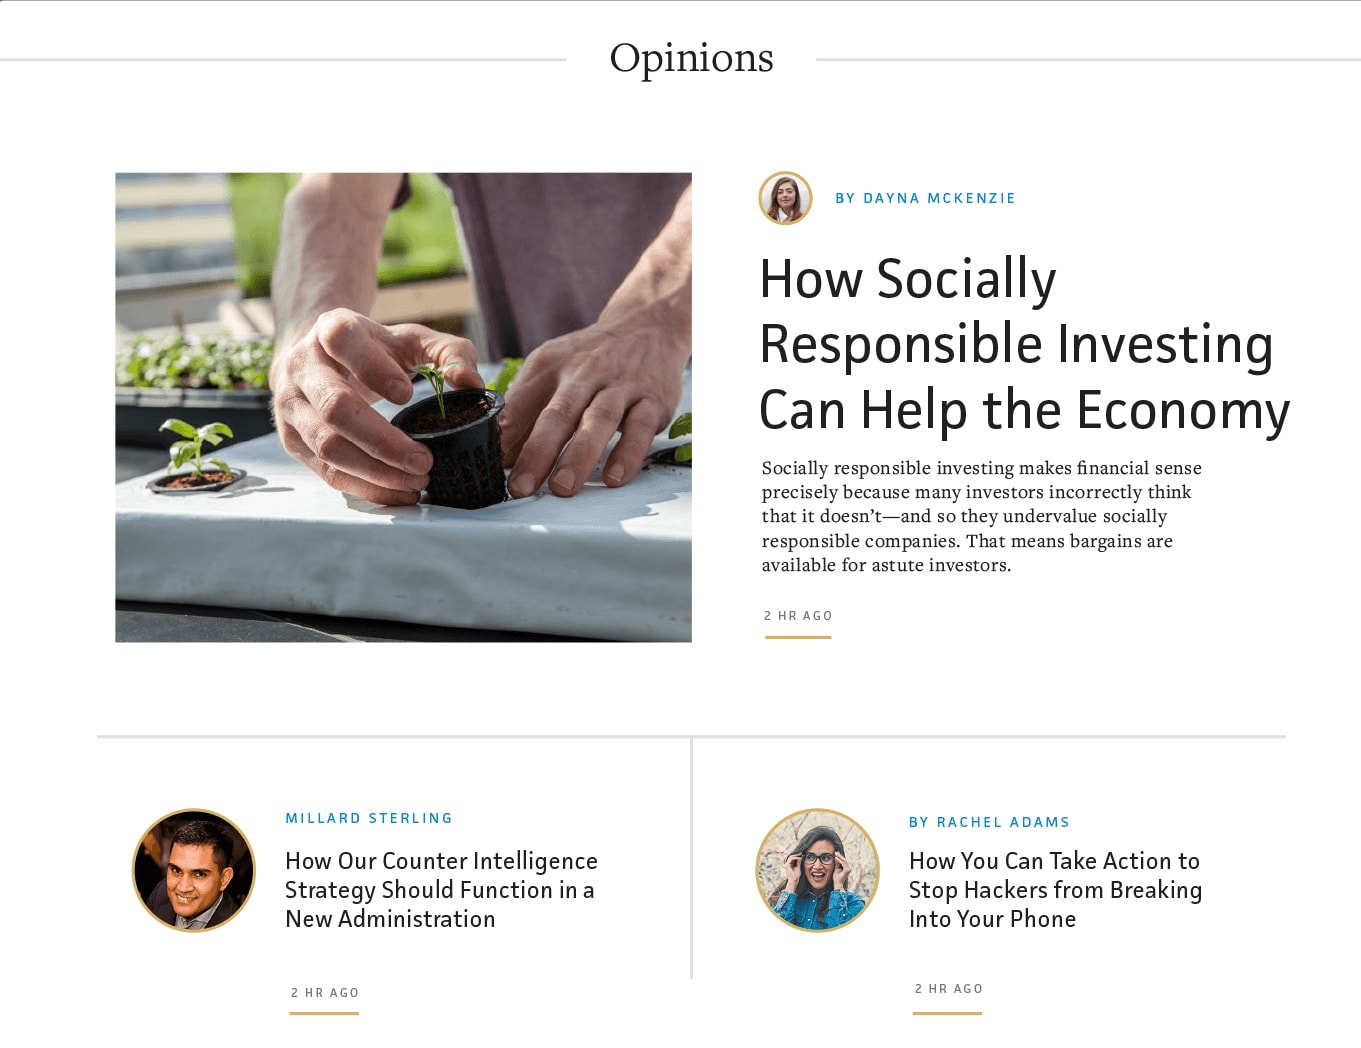 Opinions
BY DAYNA MCKENZIE
How Socially
Responsible Investing
Can Help the Economy
Socially responsible investing makes financial sense
precisely because many investors incorrectly think
that it doesn’t—and so they undervalue socially
responsible companies. That means bargains are
available for astute investors.
2 HR AGO
MILLARD STERLING
How Our Counter Intelligence
Strategy Should Function in a
New Administration
2 HR AGO
BY RACHEL ADAMS
How You Can Take Action to
Stop Hackers from Breaking
Into Your Phone
2 HR AGO